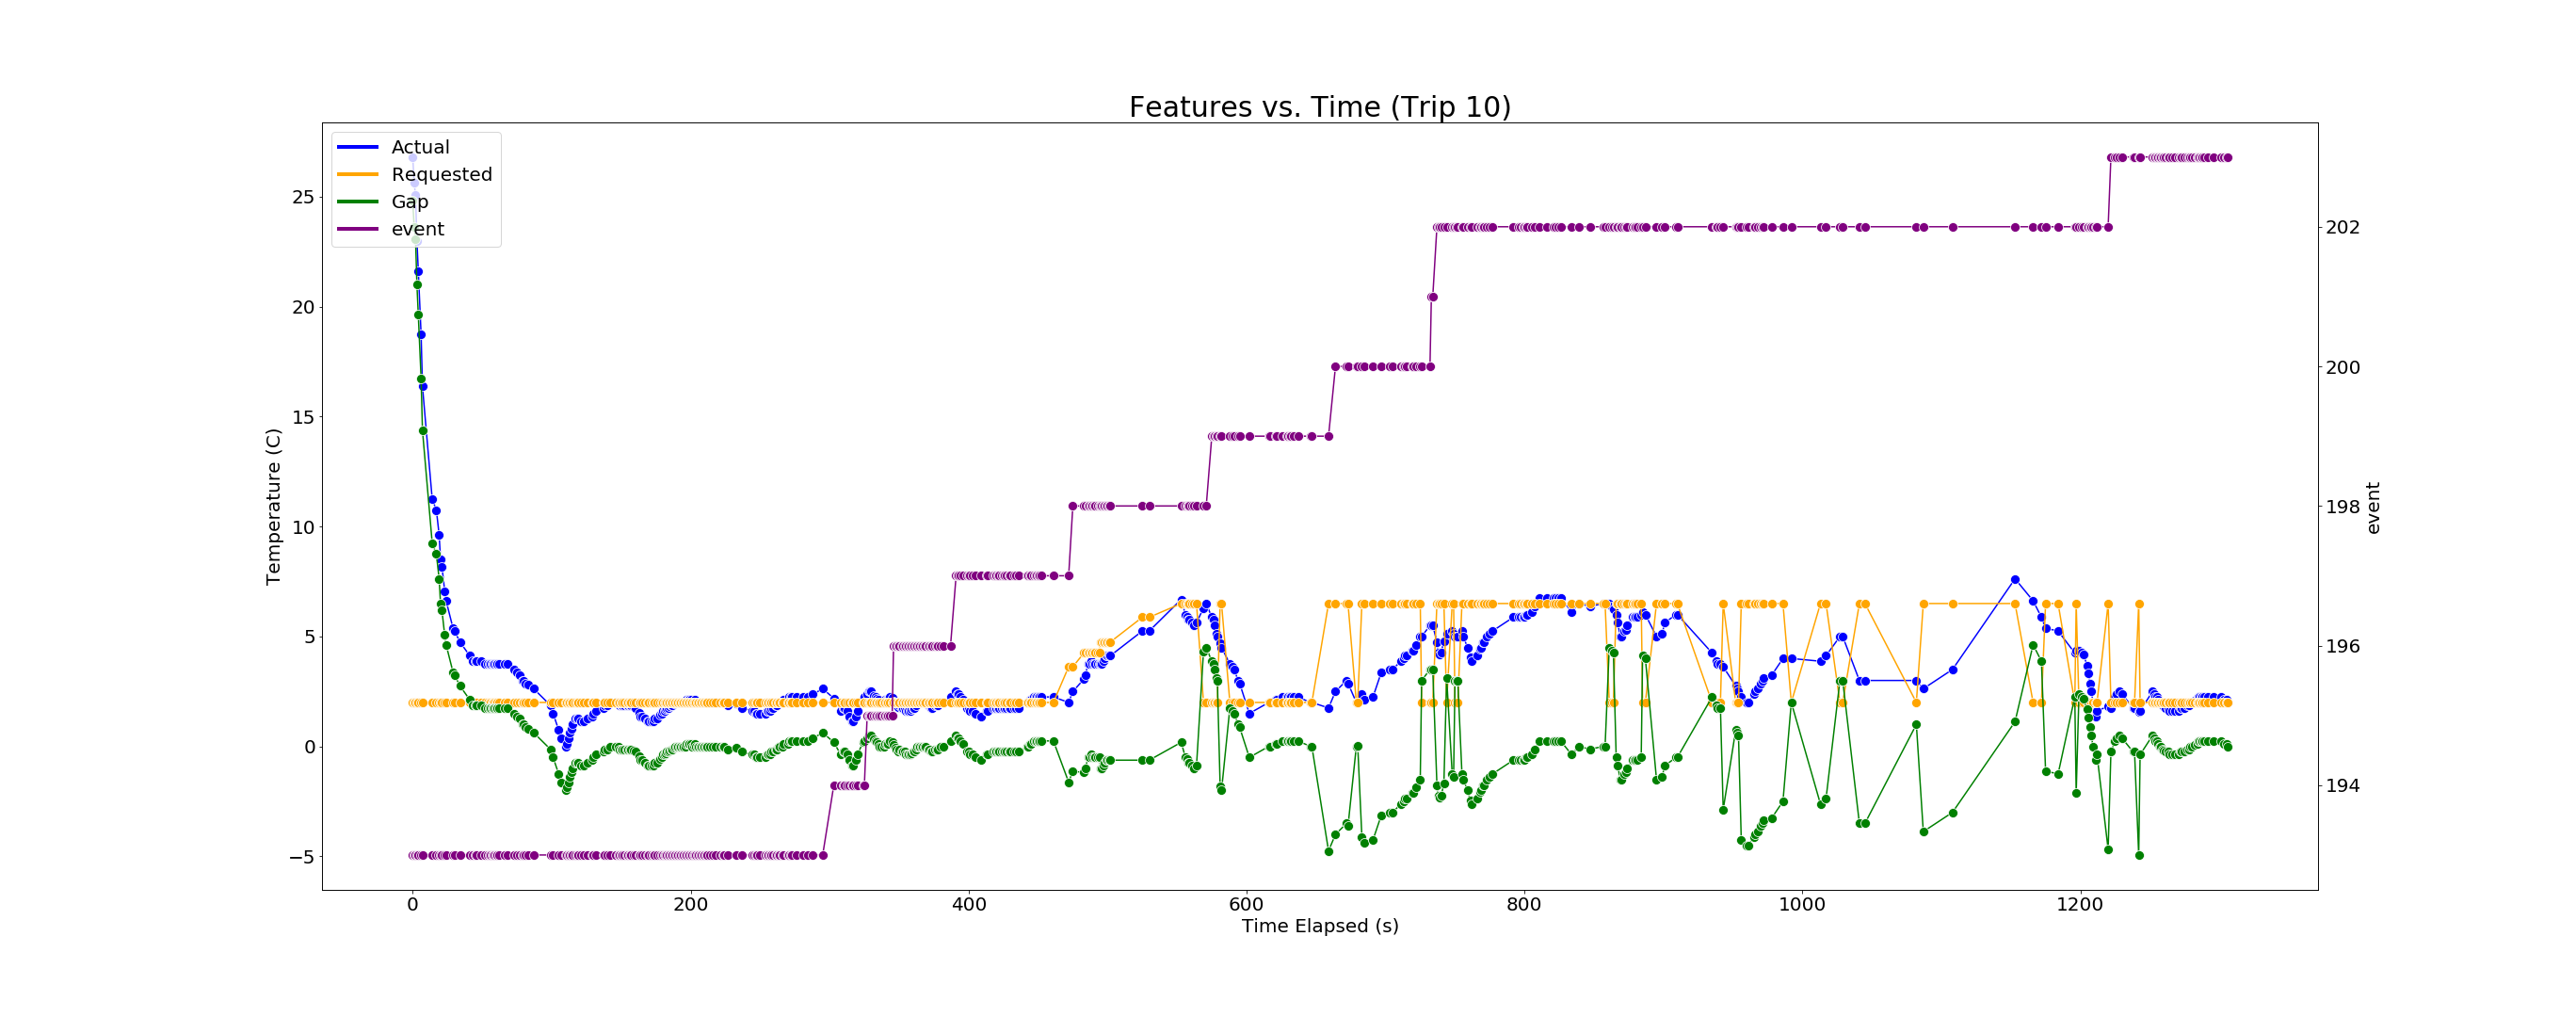 Features vs. Time (Trip 10)
Actual
Requested
Gap
event
25
20
15
10
5
0
−5
Temperature (C)
202
200
198
196
194
event
0 200 400 600 800 1000 1200
Time Elapsed (s)